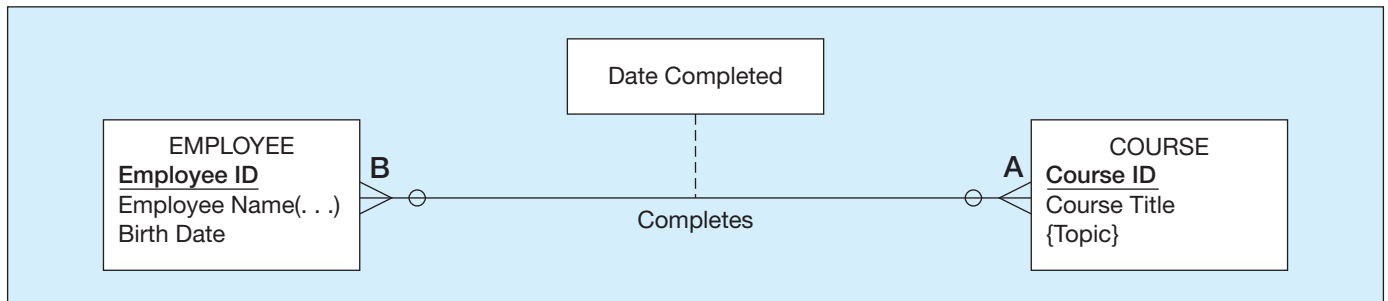 Date Completed
EMPLOYEE
Employee ID
Employee Name(. . .)
Birth Date
B
Completes
A
COURSE
Course ID
Course Title
{Topic}